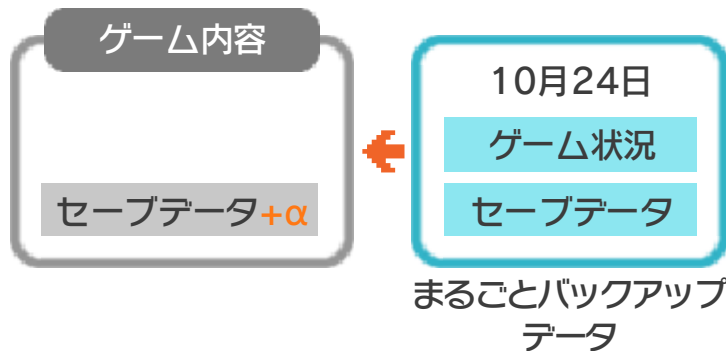 ゲーム内容
セーブデータ+α
10月24日
ゲーム状況
セーブデータ
まるごとバックアップ
データ